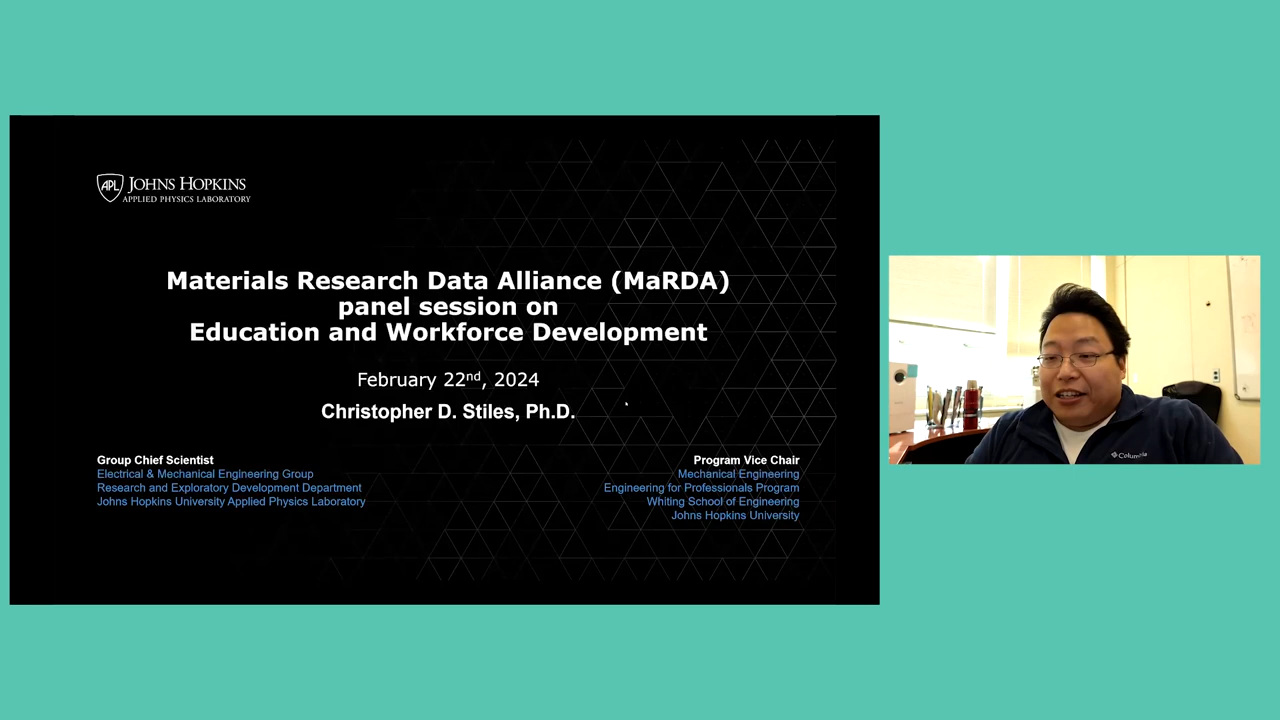 APL
JOHNS HOPKINS
APPLIED PHYSICS LABORATORY
Materials Research Data Alliance (MaRDA)
panel session on
Education and Workforce Development
February 22nd, 2024
Christopher D. Stiles, Ph.D.
Group Chief Scientist
Electrical & Mechanical Engineering Group
Research and Exploratory Development Department
Johns Hopkins University Applied Physics Laboratory
Program Vice Chair
Mechanical Engineering
Engineering for Professionals Program
Whiting School of Engineering
Johns Hopkins University
Columbia